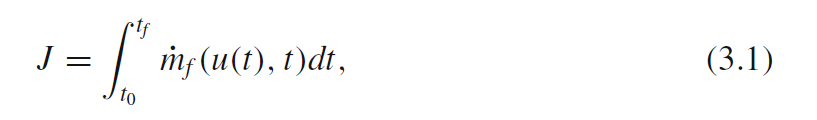 J = ∫_{t_0}^{t_f} ṁ_f(u(t), t)dt, (3.1)